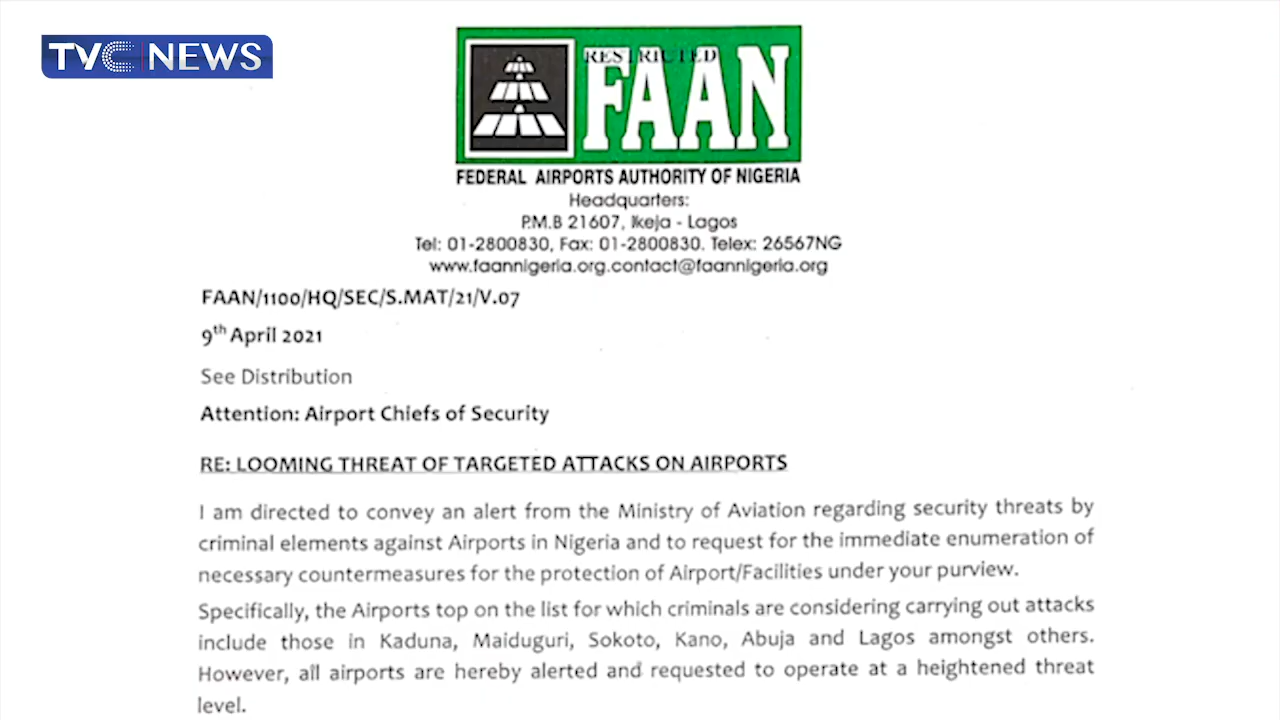 TVC NEWS
RESTRICTED
FAAN
FEDERAL AIRPORTS AUTHORITY OF NIGERIA
Headquarters:
P.M.B 21607, Ikeja - Lagos
Tel: 01-2800830, Fax: 01-2800830. Telex: 26567NG
www.faannigeria.org.contact@faannigeria.org
FAAN/1100/HQ/SEC/S.MAT/21/V.07
9th April 2021
See Distribution
Attention: Airport Chiefs of Security
RE: LOOMING THREAT OF TARGETED ATTACKS ON AIRPORTS
I am directed to convey an alert from the Ministry of Aviation regarding security threats by
criminal elements against Airports in Nigeria and to request for the immediate enumeration of
necessary countermeasures for the protection of Airport/Facilities under your purview.
Specifically, the Airports top on the list for which criminals are considering carrying out attacks
include those in Kaduna, Maiduguri, Sokoto, Kano, Abuja and Lagos amongst others.
However, all airports are hereby alerted and requested to operate at a heightened threat
level.